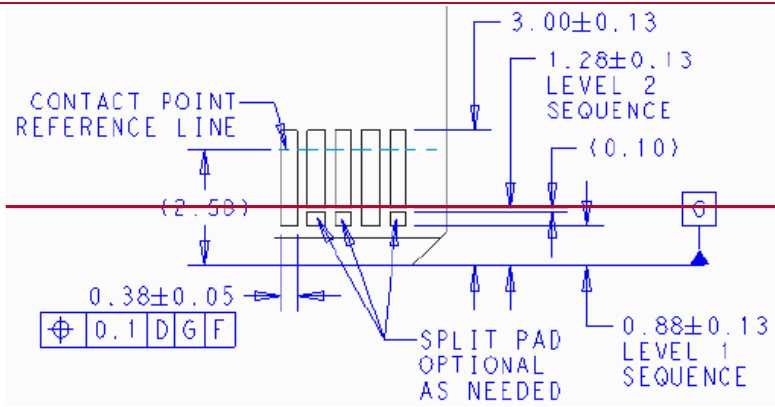 3.00±0.13
1.28±0.13
LEVEL 2
SEQUENCE
CONTACT POINT
REFERENCE LINE
(0.10)
(2.58)
G
0.38±0.05
⌖ 0.1 D G F
SPLIT PAD
OPTIONAL
AS NEEDED
0.88±0.13
LEVEL 1
SEQUENCE